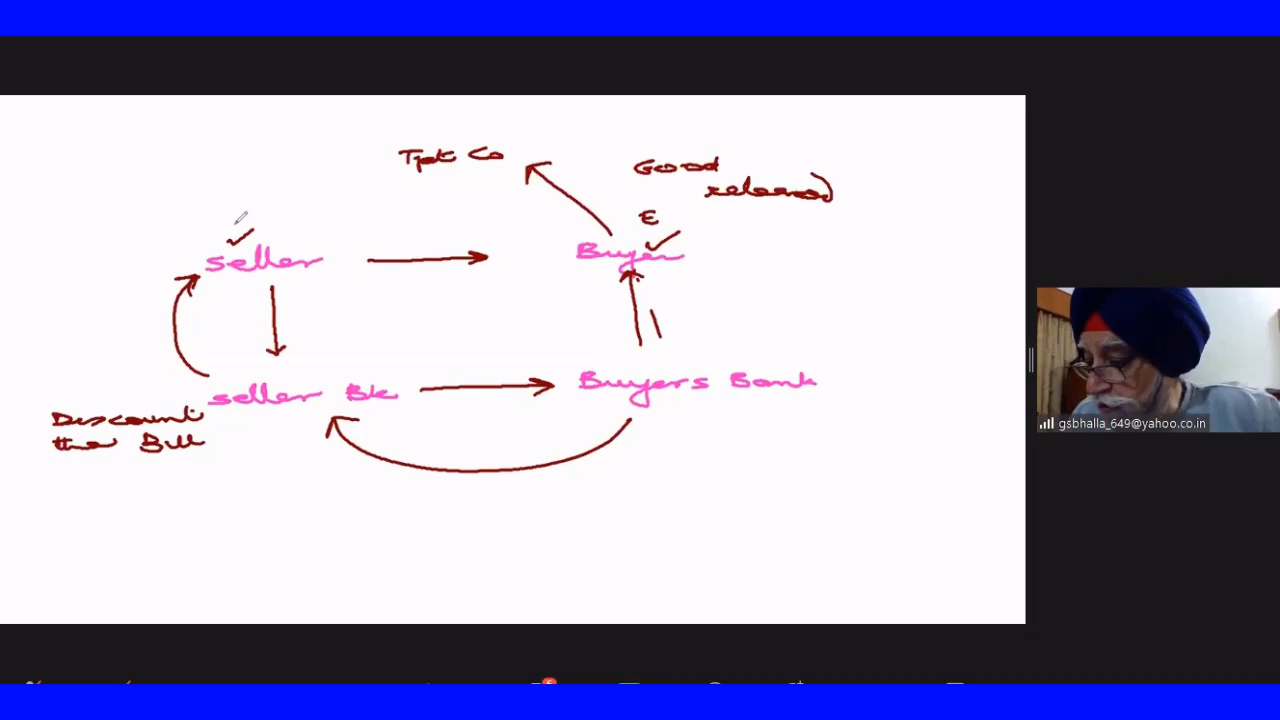 Tpt Co
Good
released
E
seller
Buyer
seller Bk
Buyers Bank
Discount
the Bill
gsbhalla_649@yahoo.co.in